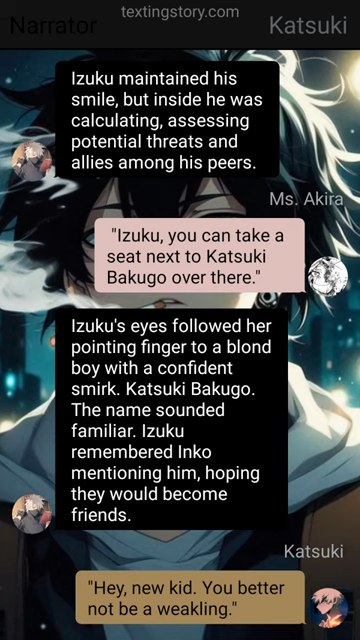 textingstory.com
Narrator Katsuki
Izuku maintained his
smile, but inside he was
calculating, assessing
potential threats and
allies among his peers.
Ms. Akira
"Izuku, you can take a
seat next to Katsuki
Bakugo over there."
Izuku's eyes followed her
pointing finger to a blond
boy with a confident
smirk. Katsuki Bakugo.
The name sounded
familiar. Izuku
remembered Inko
mentioning him, hoping
they would become
friends.
Katsuki
"Hey, new kid. You better
not be a weakling."